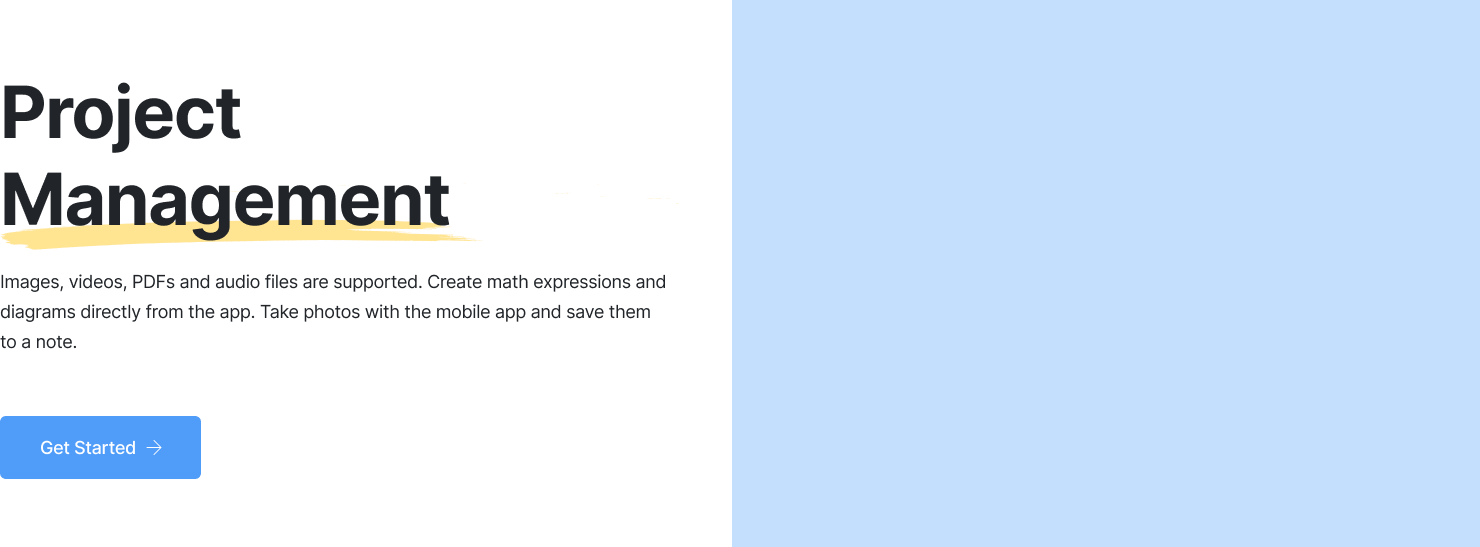 Project
Management
Images, videos, PDFs and audio files are supported. Create math expressions and
diagrams directly from the app. Take photos with the mobile app and save them
to a note.
Get Started